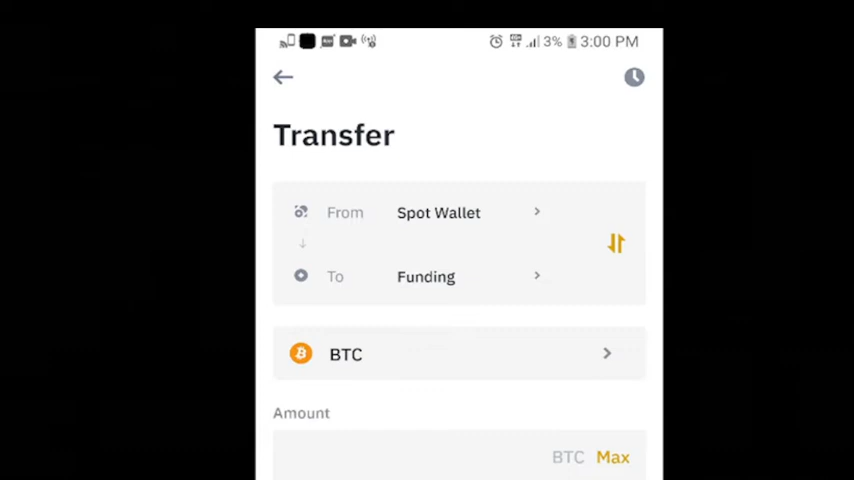 3% 3:00 PM
Transfer
From Spot Wallet
To Funding
BTC
Amount
BTC Max